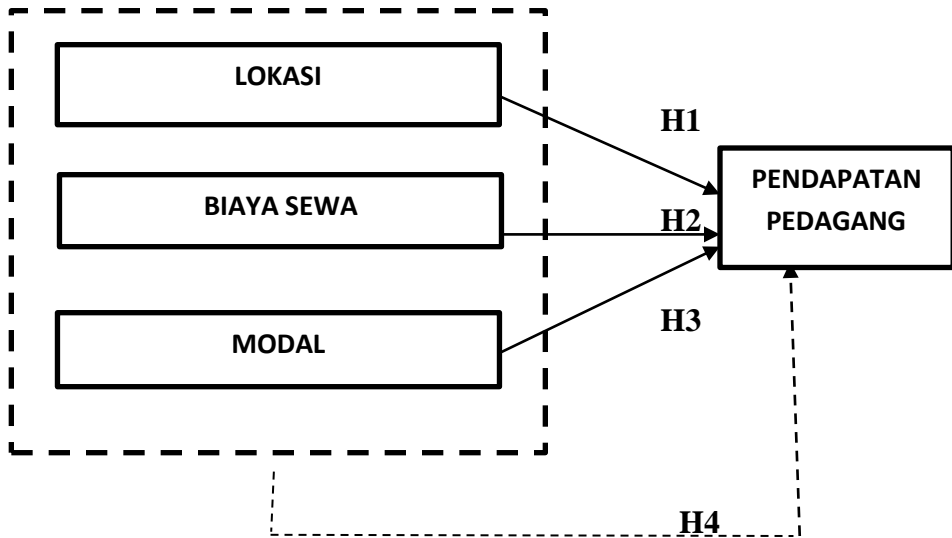 LOKASI
H1
PENDAPATAN
PEDAGANG
BIAYA SEWA
H2
H3
MODAL
H4